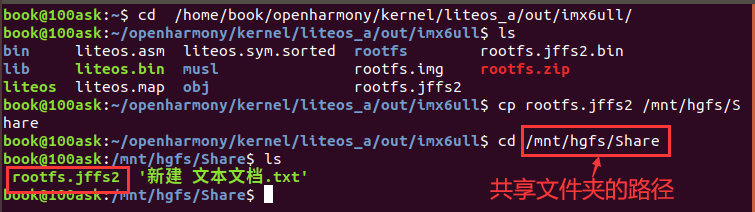 book@100ask:~$ cd  /home/book/openharmony/kernel/liteos_a/out/imx6ull/
book@100ask:~/openharmony/kernel/liteos_a/out/imx6ull$ ls
bin     liteos.asm  liteos.sym.sorted  rootfs         rootfs.jffs2.bin
lib     liteos.bin  musl               rootfs.img     rootfs.zip
liteos  liteos.map  obj                rootfs.jffs2
book@100ask:~/openharmony/kernel/liteos_a/out/imx6ull$ cp rootfs.jffs2 /mnt/hgfs/S
hare
book@100ask:~/openharmony/kernel/liteos_a/out/imx6ull$ cd /mnt/hgfs/Share
book@100ask:/mnt/hgfs/Share$ ls
rootfs.jffs2  '新建 文本文档.txt'
book@100ask:/mnt/hgfs/Share$
共享文件夹的路径